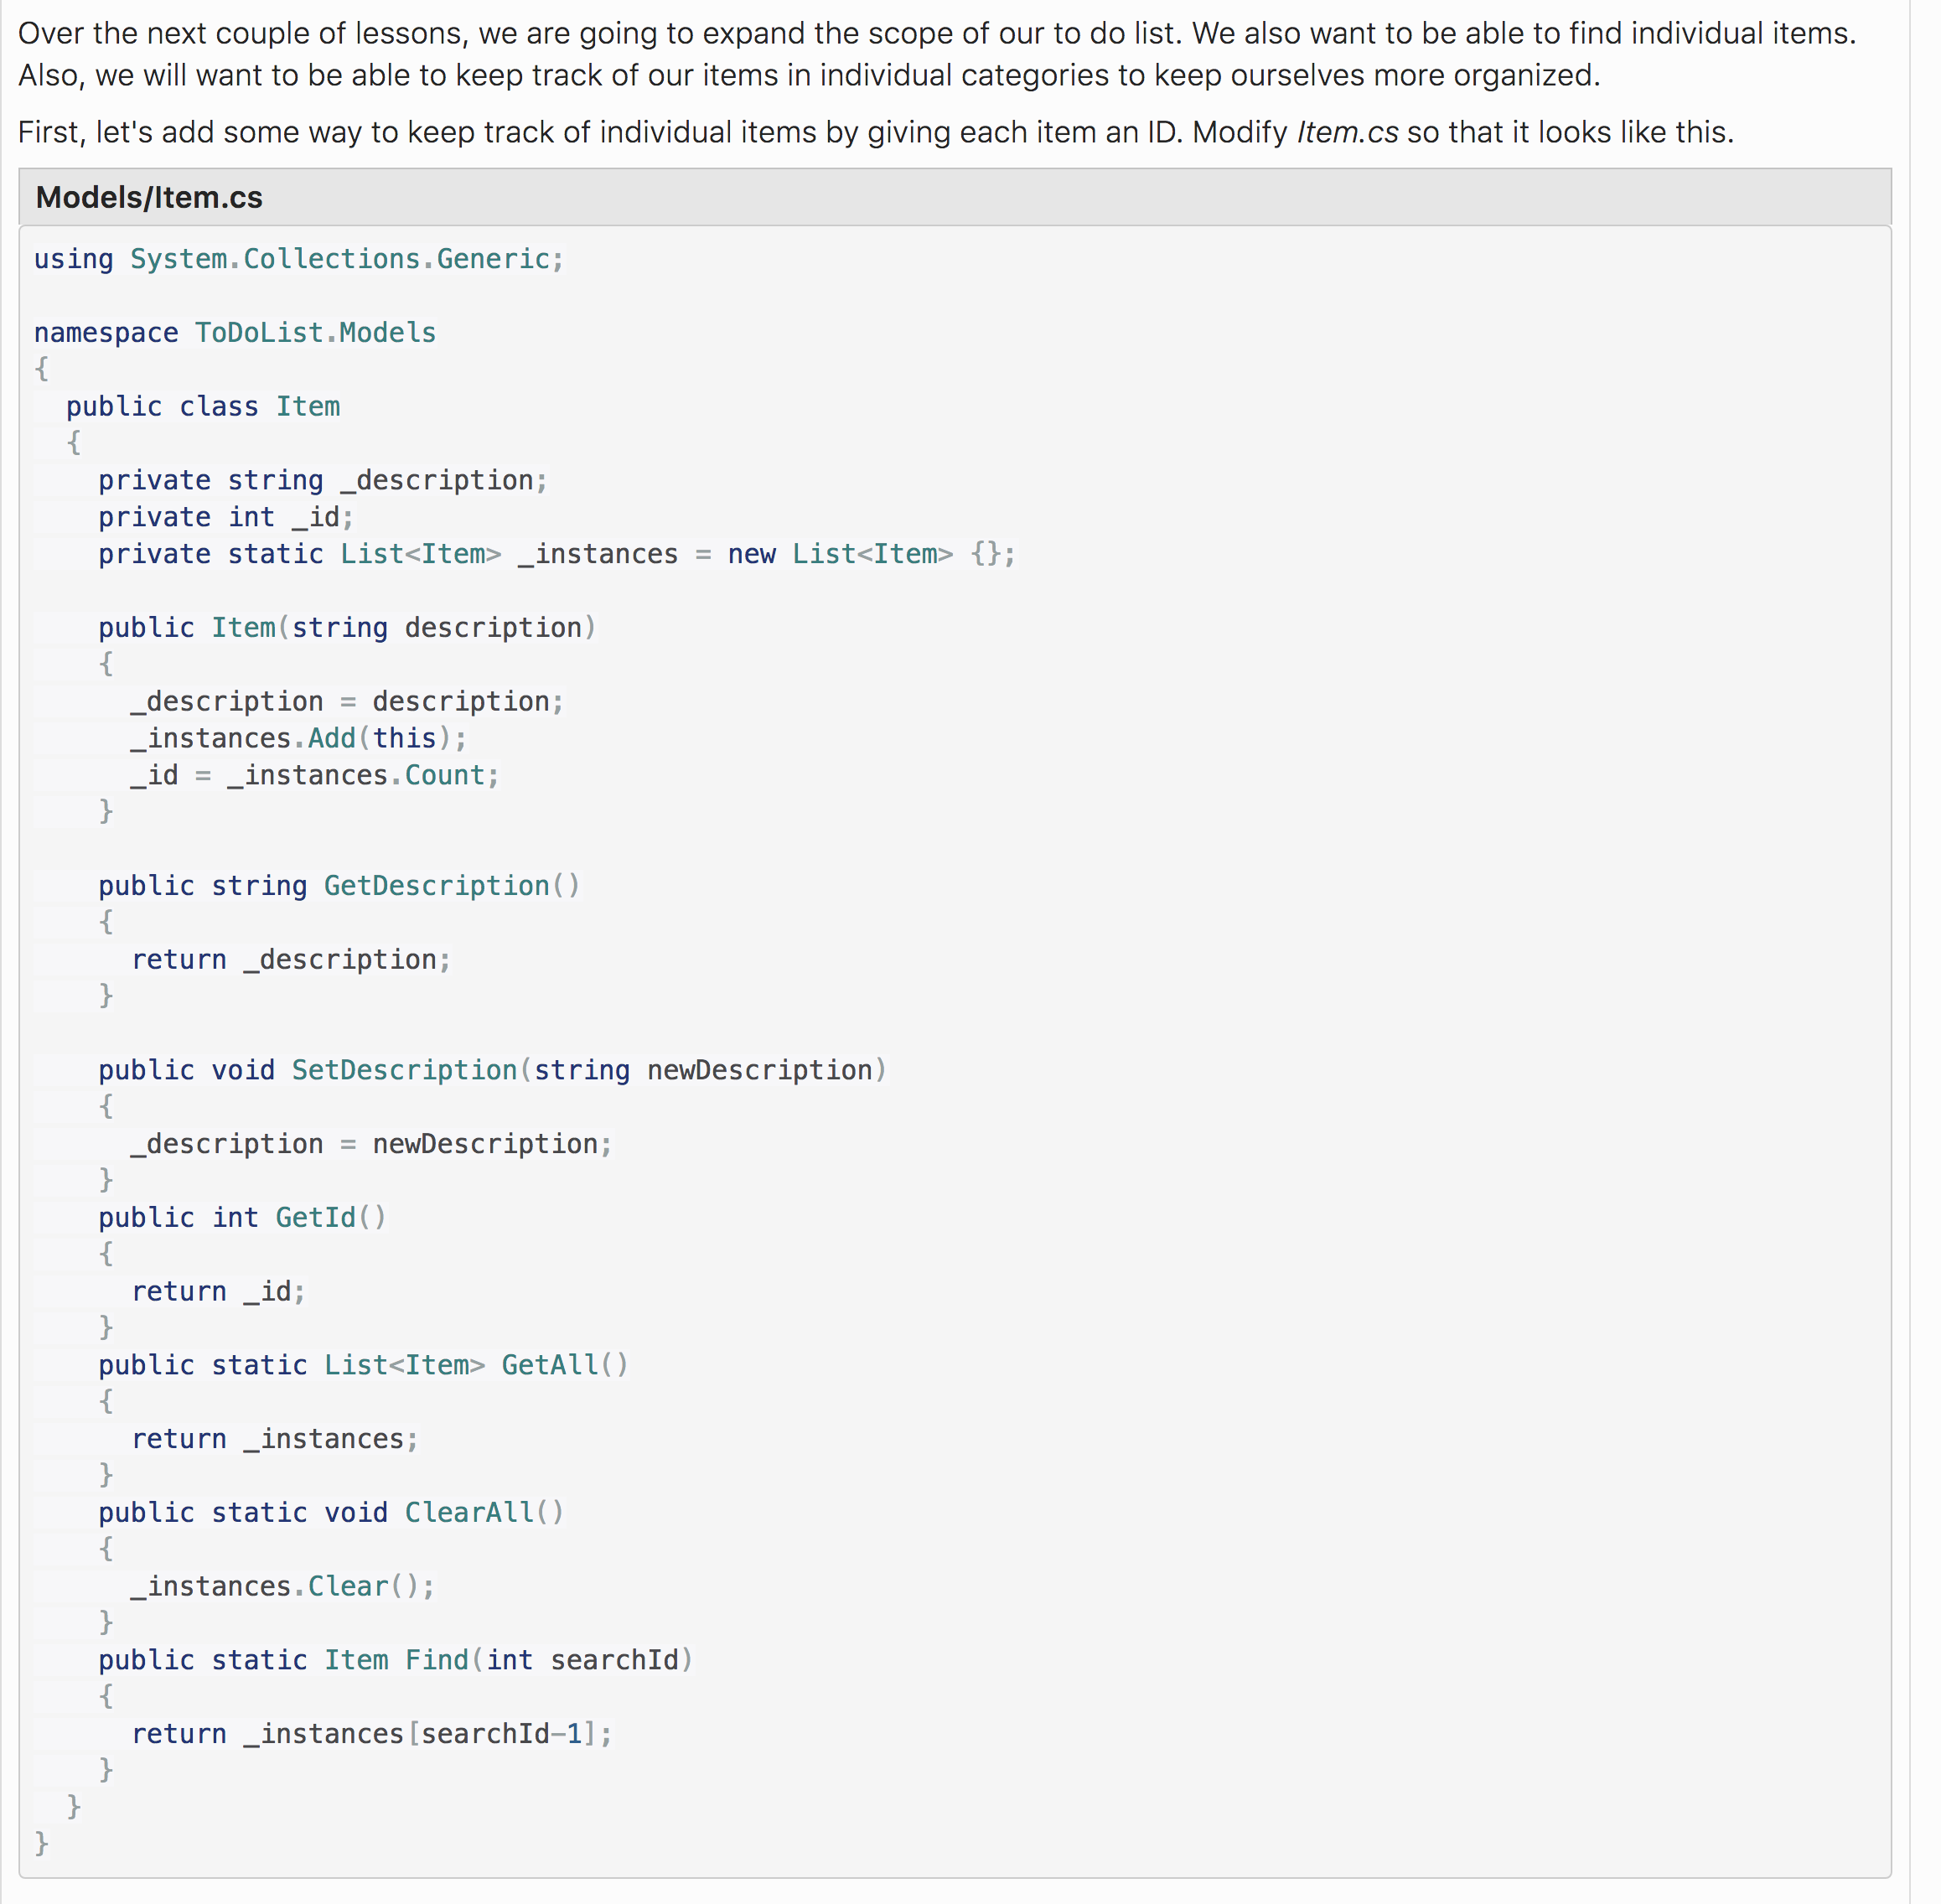 Over the next couple of lessons, we are going to expand the scope of our to do list. We also want to be able to find individual items.
Also, we will want to be able to keep track of our items in individual categories to keep ourselves more organized.
First, let's add some way to keep track of individual items by giving each item an ID. Modify Item.cs so that it looks like this.
Models/Item.cs
using System.Collections.Generic;

namespace ToDoList.Models
{
  public class Item
  {
    private string _description;
    private int _id;
    private static List<Item> _instances = new List<Item> {};

    public Item(string description)
    {
      _description = description;
      _instances.Add(this);
      _id = _instances.Count;
    }

    public string GetDescription()
    {
      return _description;
    }

    public void SetDescription(string newDescription)
    {
      _description = newDescription;
    }
    public int GetId()
    {
      return _id;
    }
    public static List<Item> GetAll()
    {
      return _instances;
    }
    public static void ClearAll()
    {
      _instances.Clear();
    }
    public static Item Find(int searchId)
    {
      return _instances[searchId-1];
    }
  }
}